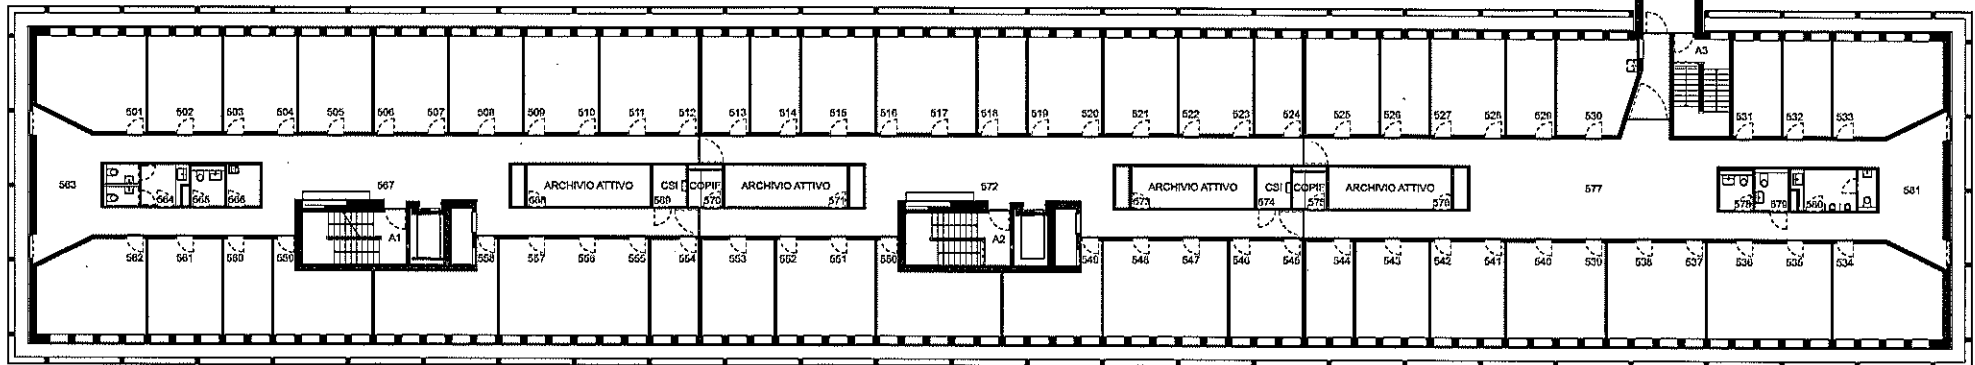 A3
501 502 503 504 505 506 507 508 509 510 511 512 513 514 515 516 517 518 519 520 521 522 523 524 525 526 527 528 529 530 531 532 533
563 564 565 566 567 ARCHIVIO ATTIVO 568 CSI 569 COPIE 570 ARCHIVIO ATTIVO 571 572 ARCHIVIO ATTIVO 573 CSI 574 COPIE 575 ARCHIVIO ATTIVO 576 577 578 579 580 581
A1 A2
562 561 560 559 558 557 556 555 554 553 552 551 550 549 548 547 546 545 544 543 542 541 540 539 538 537 536 535 534